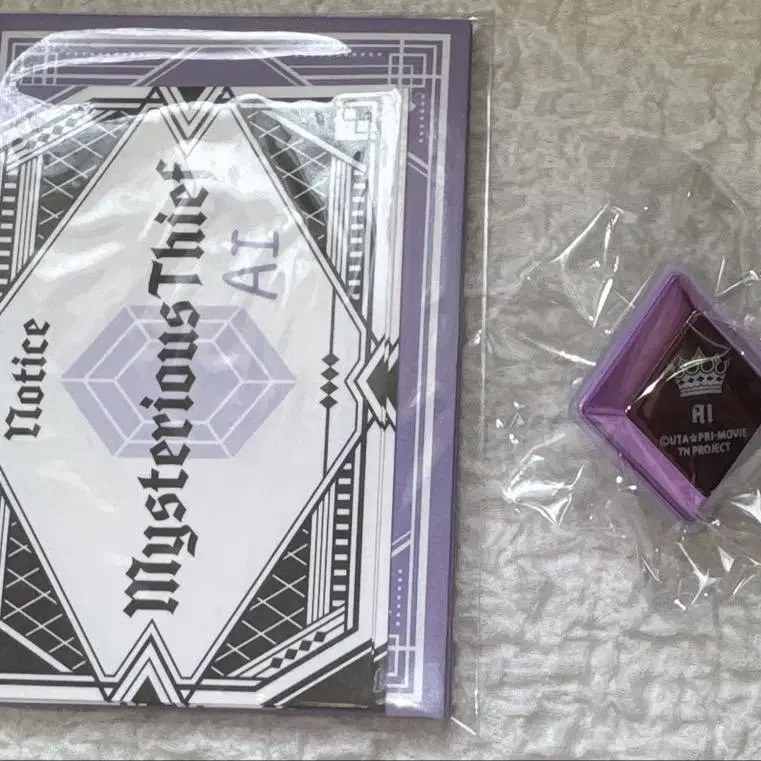 Notice
Mysterious Thief
AI
AI
©UTA☆PRI-MOVIE
TN PROJECT